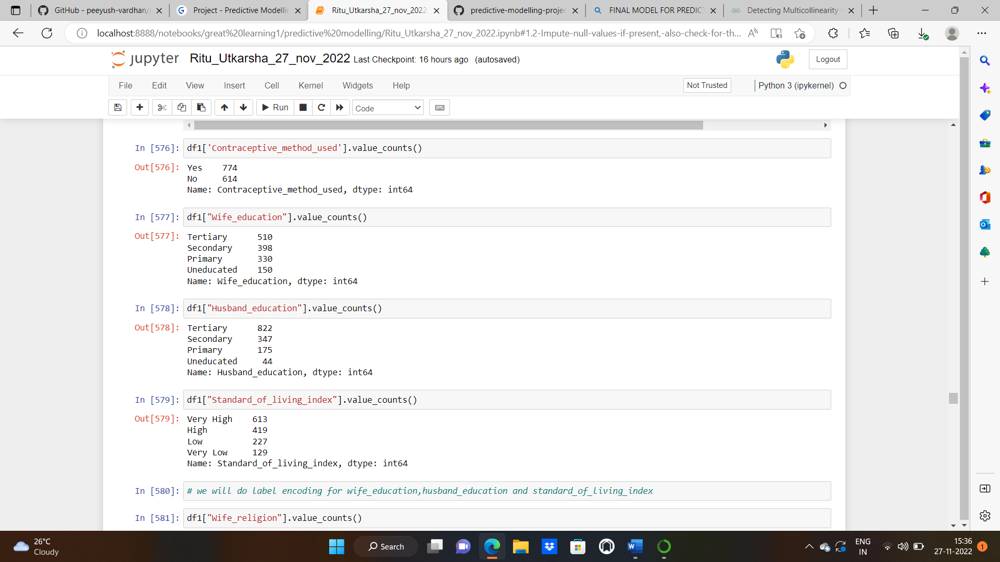 GitHub - peeyush-vardhan/
Project - Predictive Modellin
Ritu_Utkarsha_27_nov_2022
predictive-modelling-projec
FINAL MODEL FOR PREDICT
Detecting Multicollinearity
localhost:8888/notebooks/great%20learning1/predictive%20modelling/Ritu_Utkarsha_27_nov_2022.ipynb#1.2-Impute-null-values-if-present,-also-check-for-th...
jupyter Ritu_Utkarsha_27_nov_2022 Last Checkpoint: 16 hours ago (autosaved)
Logout
File Edit View Insert Cell Kernel Widgets Help
Not Trusted
Python 3 (ipykernel)
Run
Code
In [576]: df1['Contraceptive_method_used'].value_counts()
Out[576]: Yes 774
No 614
Name: Contraceptive_method_used, dtype: int64
In [577]: df1["Wife_education"].value_counts()
Out[577]: Tertiary 510
Secondary 398
Primary 330
Uneducated 150
Name: Wife_education, dtype: int64
In [578]: df1["Husband_education"].value_counts()
Out[578]: Tertiary 822
Secondary 347
Primary 175
Uneducated 44
Name: Husband_education, dtype: int64
In [579]: df1["Standard_of_living_index"].value_counts()
Out[579]: Very High 613
High 419
Low 227
Very Low 129
Name: Standard_of_living_index, dtype: int64
In [580]: # we will do label encoding for wife_education,husband_education and standard_of_living_index
In [581]: df1["Wife_religion"].value_counts()
26°C
Cloudy
Search
ENG
IN
15:36
27-11-2022
1